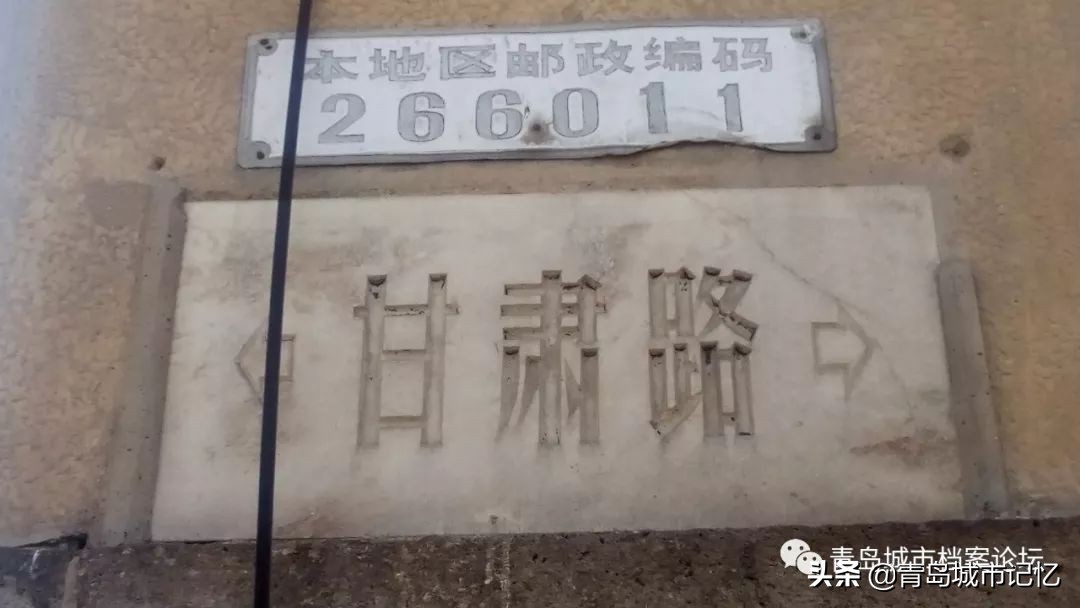 本地区邮政编码
266011
甘肃路
青岛城市档案论坛
头条 @青岛城市记忆